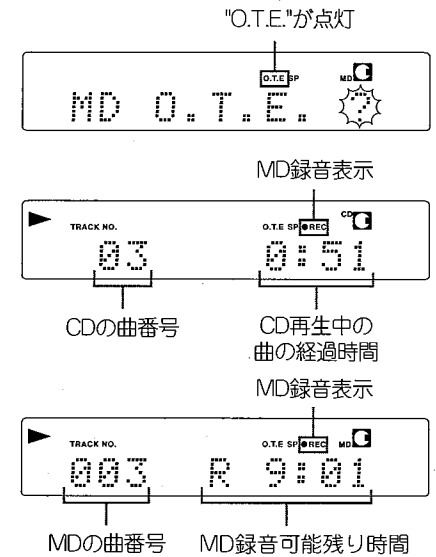 "O.T.E."が点灯
O.T.E SP MD
MD O.T.E. ?
MD録音表示
TRACK NO. O.T.E SP ●REC CD
03 0:51
CDの曲番号
CD再生中の
曲の経過時間
MD録音表示
TRACK NO. O.T.E SP ●REC MD
003 R 9:01
MDの曲番号 MD録音可能残り時間